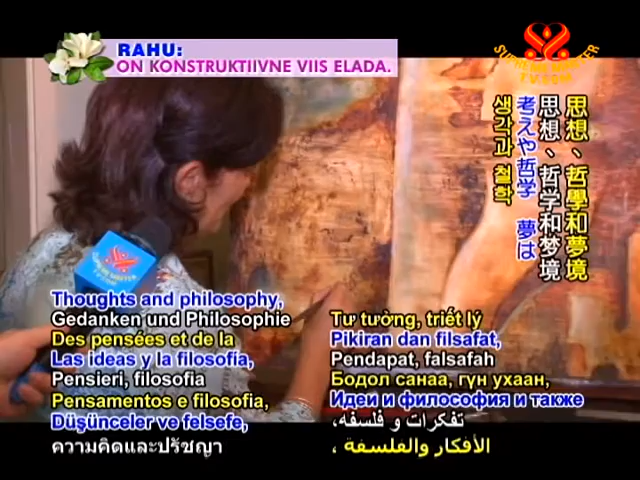 RAHU:
ON KONSTRUKTIIVNE VIIS ELADA.
SUPREME MASTER
TV.COM
思想、哲學和夢境
思想、哲学和梦境
考えや哲学 夢は
생각과 철학
Thoughts and philosophy,
Gedanken und Philosophie
Des pensées et de la
Las ideas y la filosofía,
Pensieri, filosofia
Pensamentos e filosofia,
Düşünceler ve felsefe,
ความคิดและปรัชญา
Tư tưởng, triết lý
Pikiran dan filsafat,
Pendapat, falsafah
Бодол санаа, гүн ухаан,
Идеи и философия и также
تفکرات و فلسفه،
الأفكار والفلسفة ،